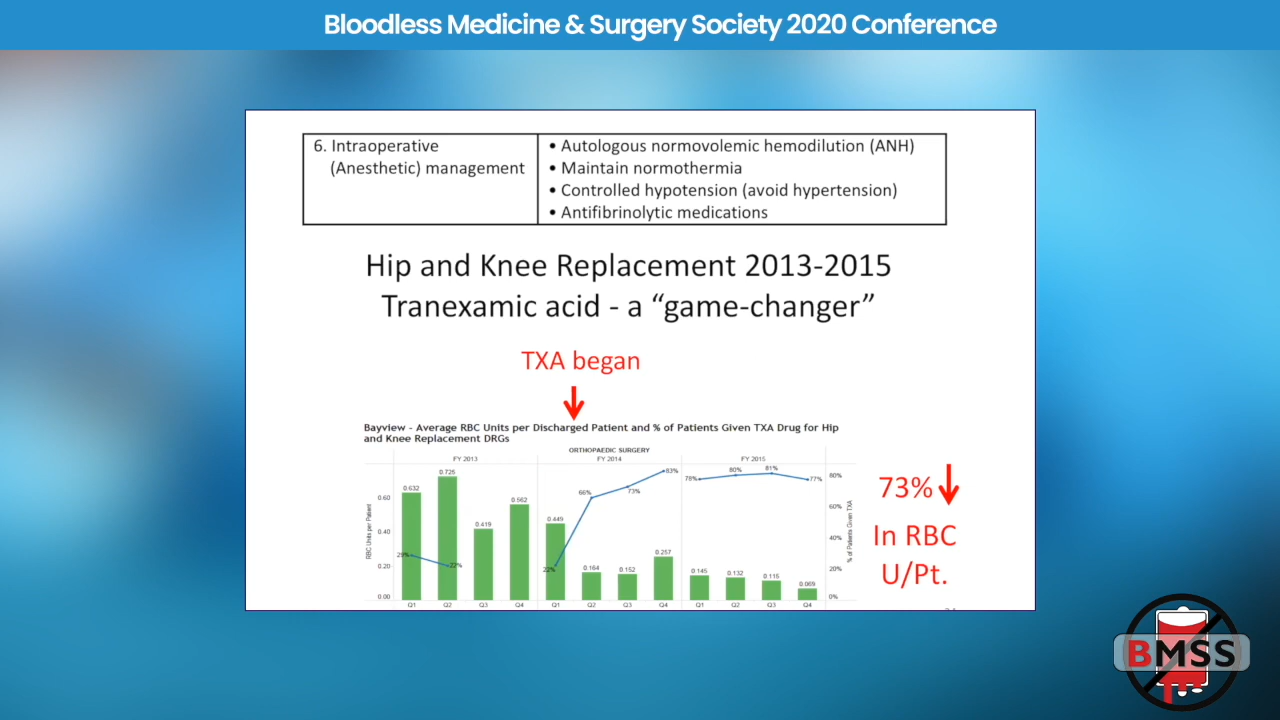 Bloodless Medicine & Surgery Society 2020 Conference
6. Intraoperative
(Anesthetic) management
• Autologous normovolemic hemodilution (ANH)
• Maintain normothermia
• Controlled hypotension (avoid hypertension)
• Antifibrinolytic medications
Hip and Knee Replacement 2013-2015
Tranexamic acid - a “game-changer”
TXA began
Bayview - Average RBC Units per Discharged Patient and % of Patients Given TXA Drug for Hip
and Knee Replacement DRGs
ORTHOPAEDIC SURGERY
FY 2013
FY 2014
FY 2015
RBC Units per Patient
0.60
0.40
0.20
0.00
0.632
0.725
0.419
0.562
0.449
0.164
0.152
0.257
0.145
0.132
0.115
0.069
22%
22%
66%
73%
83%
78%
80%
81%
77%
80%
60%
40%
20%
0%
% of Patients Given TXA
Q1
Q2
Q3
Q4
Q1
Q2
Q3
Q4
Q1
Q2
Q3
Q4
73%
In RBC
U/Pt.
BMSS